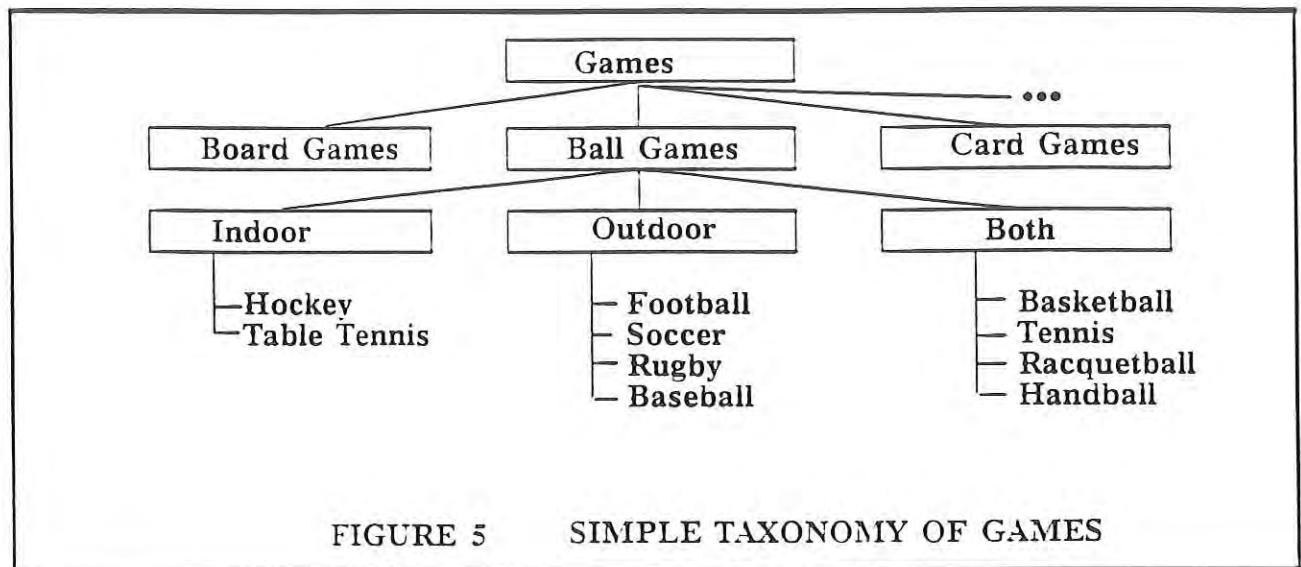 Games
•••
Board Games
Ball Games
Card Games
Indoor
Outdoor
Both
Hockey
Table Tennis
Football
Soccer
Rugby
Baseball
Basketball
Tennis
Racquetball
Handball
FIGURE 5 SIMPLE TAXONOMY OF GAMES